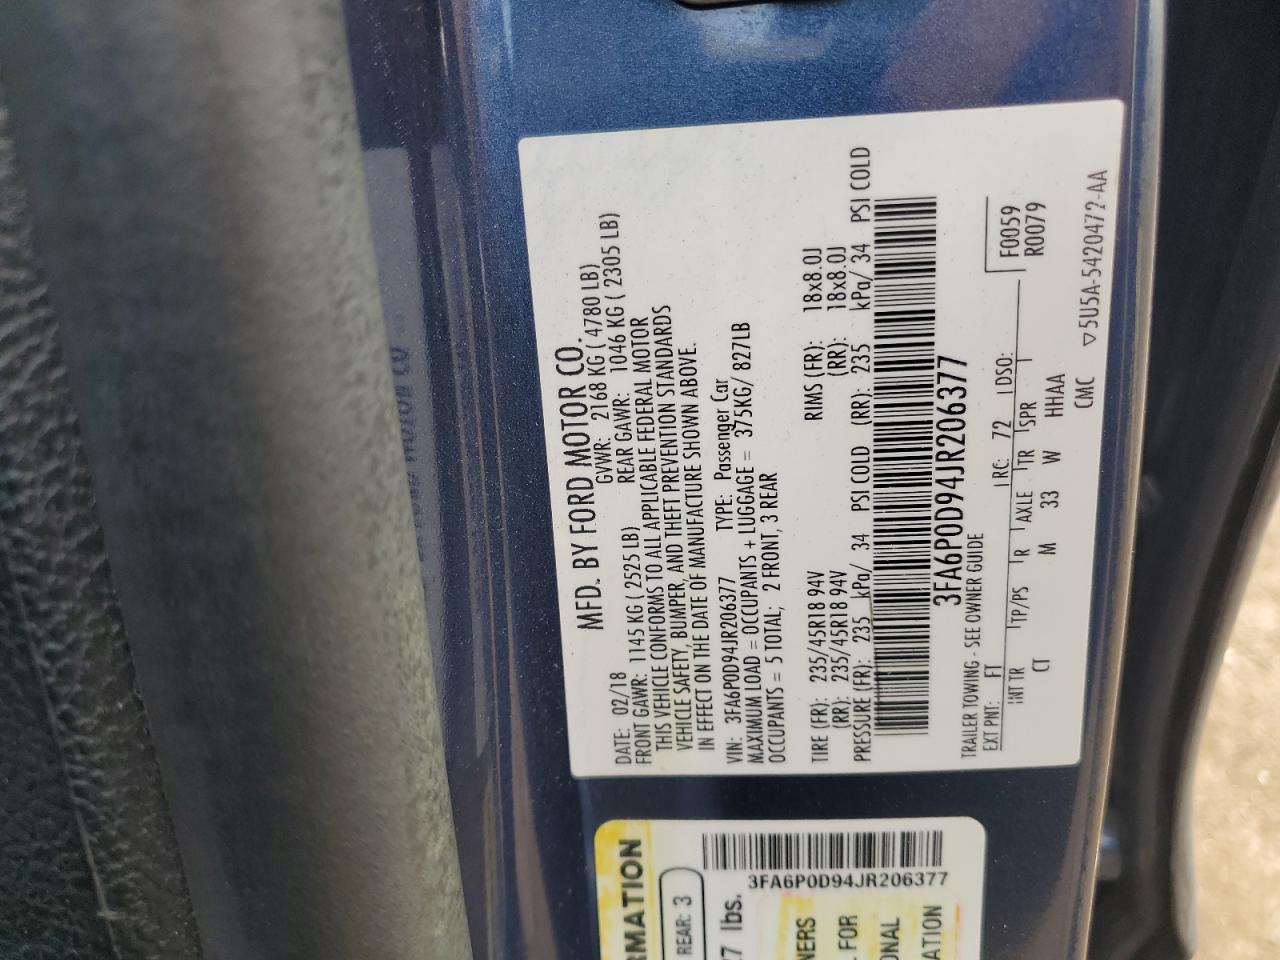 MFD. BY FORD MOTOR CO.
DATE: 02/18 GVWR: 2168 KG ( 4780 LB)
FRONT GAWR: 1145 KG ( 2525 LB) REAR GAWR: 1046 KG ( 2305 LB)
THIS VEHICLE CONFORMS TO ALL APPLICABLE FEDERAL MOTOR
VEHICLE SAFETY, BUMPER, AND THEFT PREVENTION STANDARDS
IN EFFECT ON THE DATE OF MANUFACTURE SHOWN ABOVE.
VIN: 3FA6P0D94JR206377 TYPE: Passenger Car
MAXIMUM LOAD = OCCUPANTS + LUGGAGE = 375KG/ 827LB
OCCUPANTS = 5 TOTAL; 2 FRONT, 3 REAR
TIRE (FR): 235/45R18 94V RIMS (FR): 18x8.0J
(RR): 235/45R18 94V (RR): 18x8.0J
PRESSURE (FR): 235 kPa/ 34 PSI COLD (RR): 235 kPa/ 34 PSI COLD
3FA6P0D94JR206377
TRAILER TOWING - SEE OWNER GUIDE F0059
R0079
EXT PNT: FT RC: 72 DSO:
INT TR TP/PS R AXLE TR SPR
CT M 33 W HHAA
CMC ▽5U5A-5420472-AA
RMATION
REAR: 3
27 lbs.
3FA6P0D94JR206377
NERS
FOR
ONAL
ATION